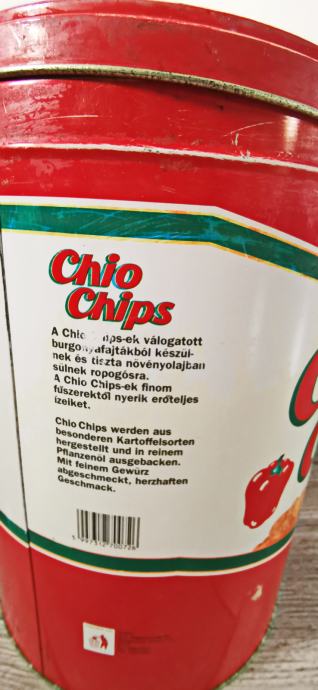 Chio
Chips
A Chio ps-ek válogatott
burgonyafajtákból készül-
nek és tiszta növényolajban
sülnek ropogósra.
A Chio Chips-ek finom
fűszerektől nyerik erőteljes
ízeiket.
Chio Chips werden aus
besonderen Kartoffelsorten
hergestellt und in reinem
Pflanzenöl ausgebacken.
Mit feinem Gewürz
abgeschmeckt, herzhaften
Geschmack.